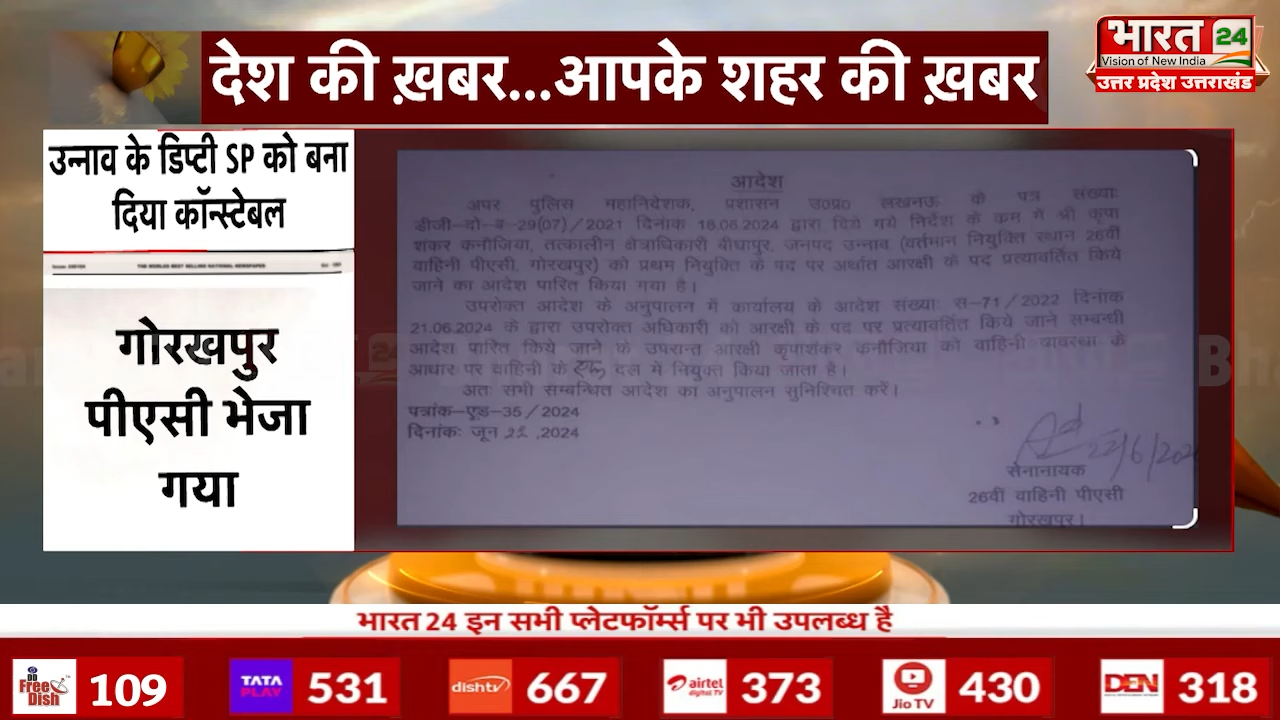 देश की ख़बर...आपके शहर की ख़बर
भारत 24
Vision of New India
उत्तर प्रदेश उत्तराखंड
उन्नाव के डिप्टी SP को बना
दिया कॉन्स्टेबल
THE WORLDS BEST SELLING NATIONAL NEWSPAPER
गोरखपुर
पीएसी भेजा
गया
आदेश
अपर पुलिस महानिदेशक, प्रशासन उ0प्र0 लखनऊ के पत्र संख्याः
डीजी-दो-ब-29(07)/2021 दिनांक 18.06.2024 द्वारा दिये गये निर्देश के क्रम में श्री कृपा
शंकर कनौजिया, तत्कालीन क्षेत्राधिकारी बीघापुर, जनपद उन्नाव (वर्तमान नियुक्ति स्थान 26वीं
वाहिनी पीएसी, गोरखपुर) को प्रथम नियुक्ति के पद पर अर्थात आरक्षी के पद प्रत्यावर्तित किये
जाने का आदेश पारित किया गया है।
उपरोक्त आदेश के अनुपालन में कार्यालय के आदेश संख्याः स-71/2022 दिनांक
21.06.2024 के द्वारा उपरोक्त अधिकारी को आरक्षी के पद पर प्रत्यावर्तित किये जाने सम्बन्धी
आदेश पारित किये जाने के उपरान्त आरक्षी कृपाशंकर कनौजिया को वाहिनी व्यवस्था के
आधार पर वाहिनी के दल में नियुक्त किया जाता है।
अतः सभी सम्बन्धित आदेश का अनुपालन सुनिश्चित करें।
पत्रांक-एड-35/2024
दिनांकः जून 22 ,2024
सेनानायक
26वीं वाहिनी पीएसी
गोरखपुर।
भारत 24 इन सभी प्लेटफॉर्म्स पर भी उपलब्ध है
DD Free Dish 109
TATA PLAY 531
dishtv 667
airtel digital TV 373
JioTV 430
DEN 318